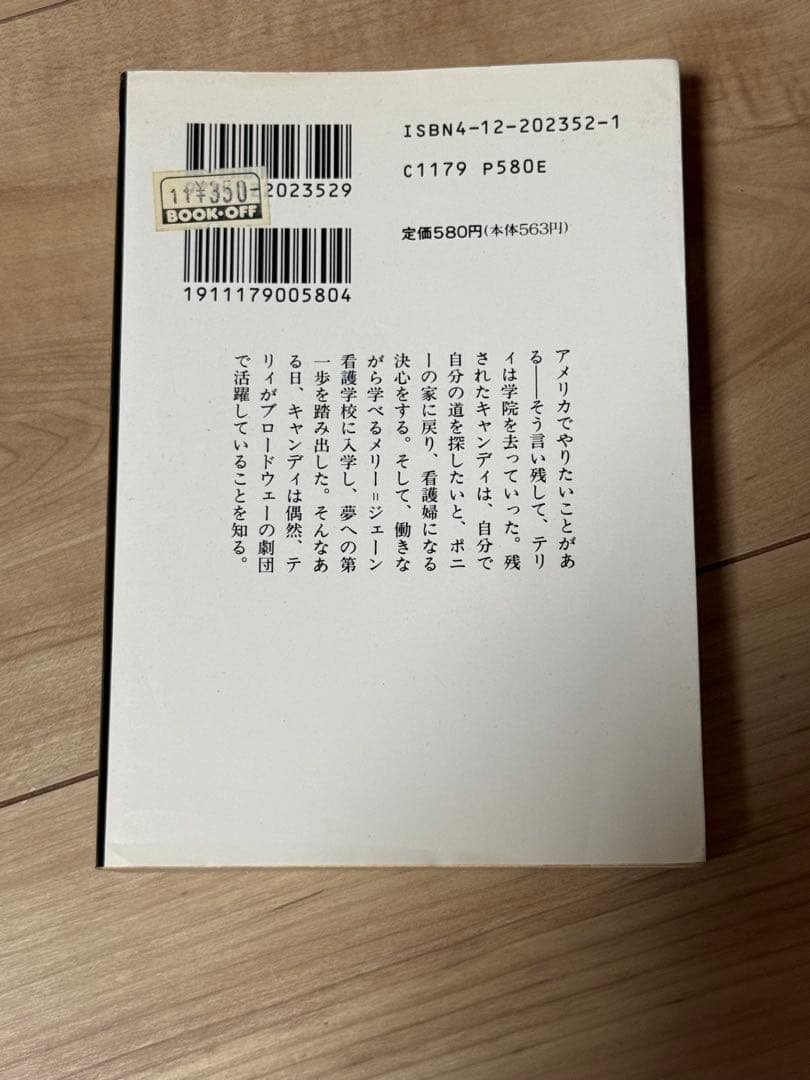 ISBN4-12-202352-1
C1179 P580E
定価580円(本体563円)
2023529
11 ¥350-
BOOK•OFF
1911179005804
アメリカでやりたいことがあ
る――そう言い残して、テリ
ィは学院を去っていった。残
されたキャンディは、自分で
自分の道を探したいと、ポニ
ーの家に戻り、看護婦になる
決心をする。そして、働きな
がら学べるメリー=ジェーン
看護学校に入学し、夢への第
一歩を踏み出した。そんなあ
る日、キャンディは偶然、テ
リィがブロードウェーの劇団
で活躍していることを知る。